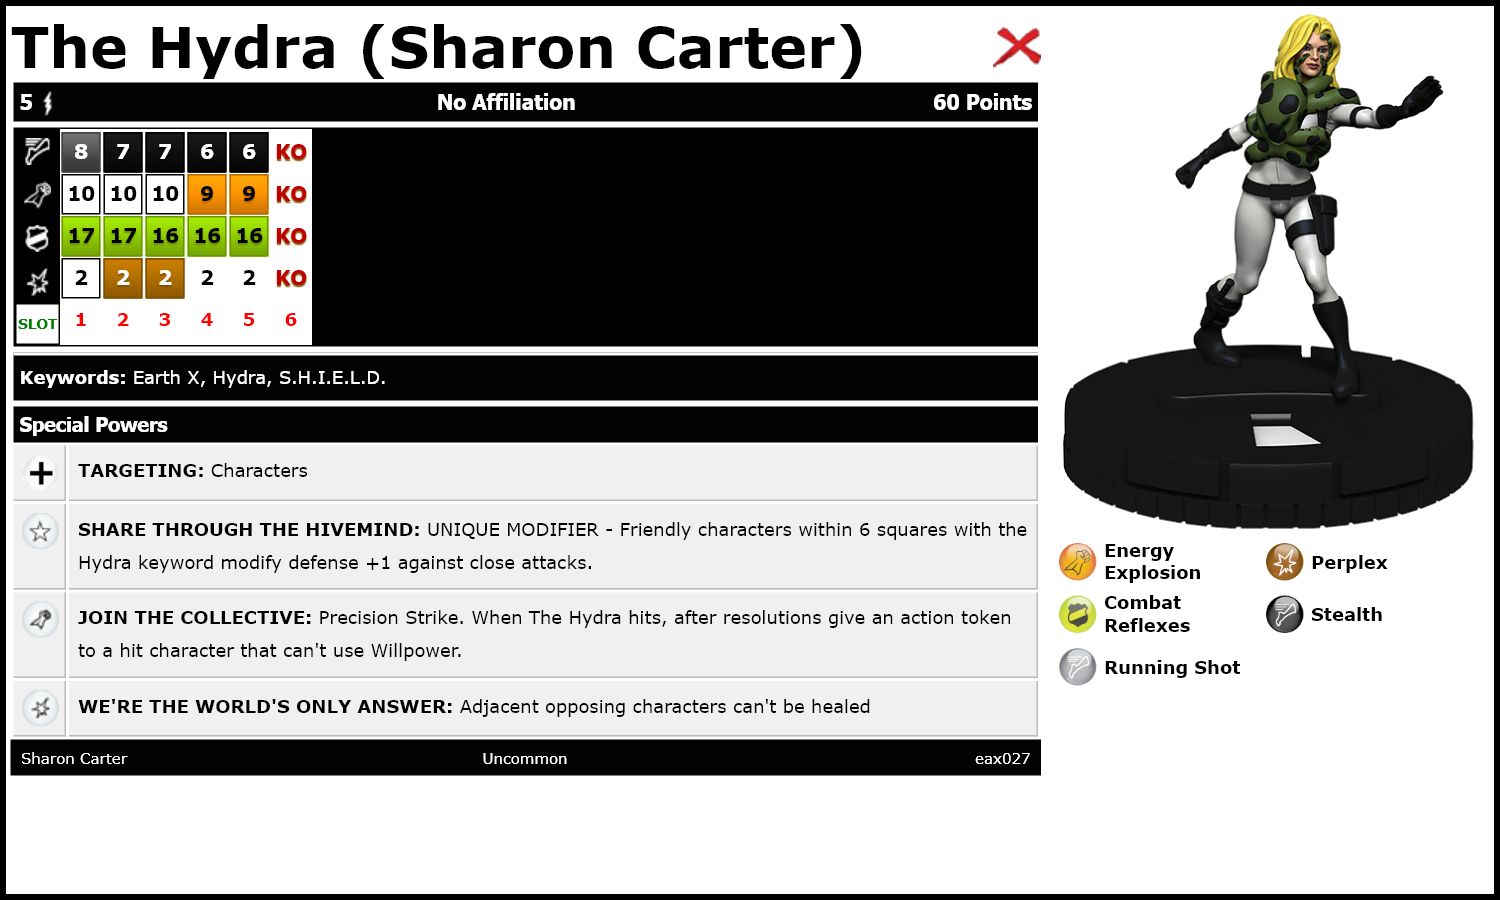 The Hydra (Sharon Carter)
5 No Affiliation 60 Points
8 7 7 6 6 KO
10 10 10 9 9 KO
17 17 16 16 16 KO
2 2 2 2 2 KO
SLOT 1 2 3 4 5 6
Keywords: Earth X, Hydra, S.H.I.E.L.D.
Special Powers
TARGETING: Characters
SHARE THROUGH THE HIVEMIND: UNIQUE MODIFIER - Friendly characters within 6 squares with the
Hydra keyword modify defense +1 against close attacks.
JOIN THE COLLECTIVE: Precision Strike. When The Hydra hits, after resolutions give an action token
to a hit character that can't use Willpower.
WE'RE THE WORLD'S ONLY ANSWER: Adjacent opposing characters can't be healed
Sharon Carter Uncommon eax027
Energy
Explosion
Perplex
Combat
Reflexes
Stealth
Running Shot